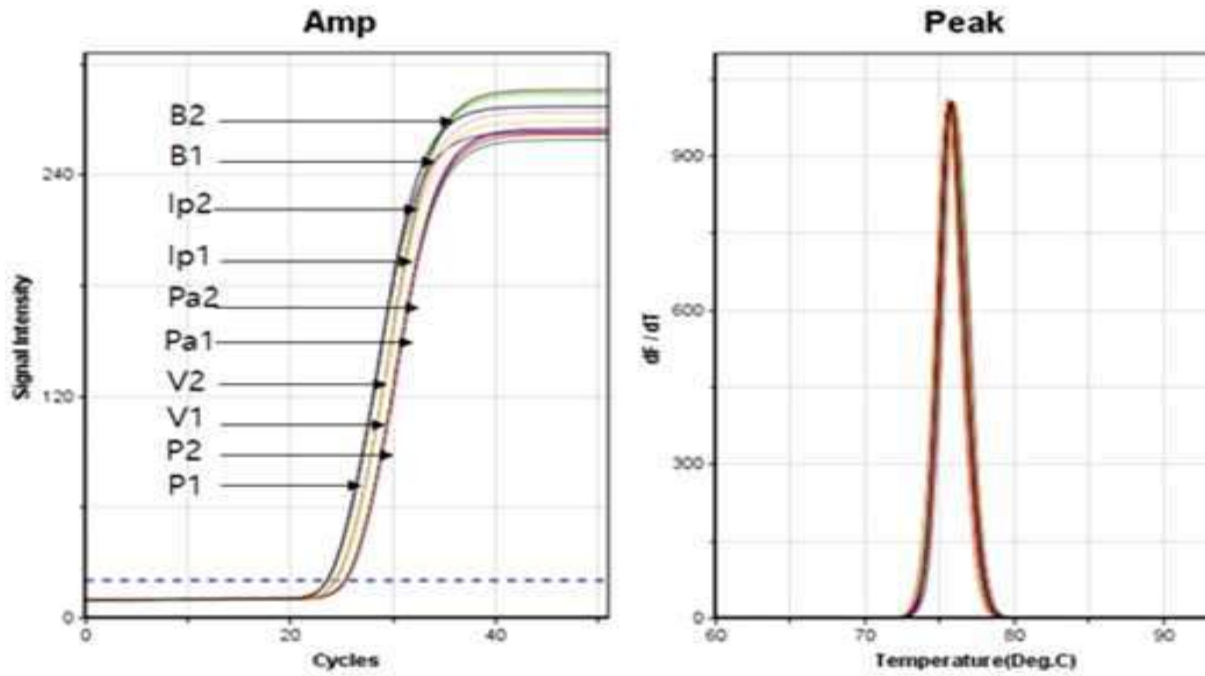 Amp
B2
B1
Ip2
Ip1
Pa2
Pa1
V2
V1
P2
P1
240
120
0
Signal Intensity
0 20 40
Cycles
Peak
900
600
300
0
dF / dT
60 70 80 90
Temperature(Deg.C)